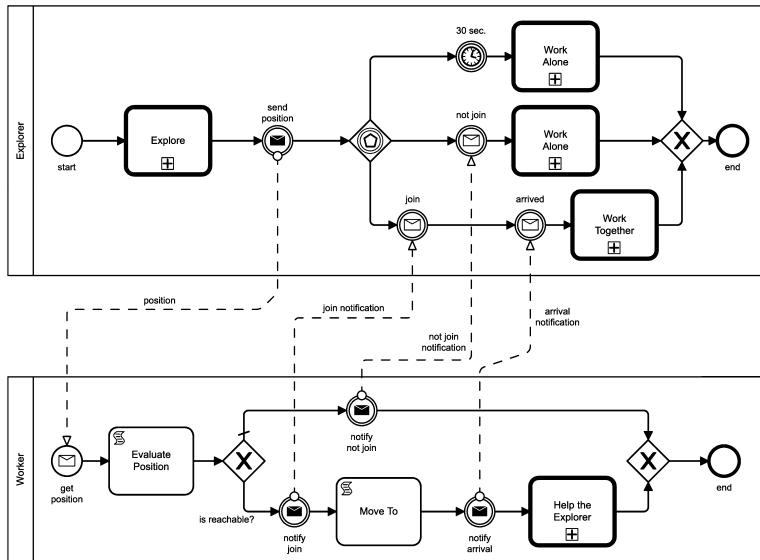 Explorer
30 sec.
Work
Alone
send
position
not join
Explore
Work
Alone
start
end
join
arrived
Work
Together
position
join notification
not join
notification
arrival
notification
Worker
Evaluate
Position
notify
not join
get
position
end
is reachable?
notify
join
Move To
notify
arrival
Help the
Explorer